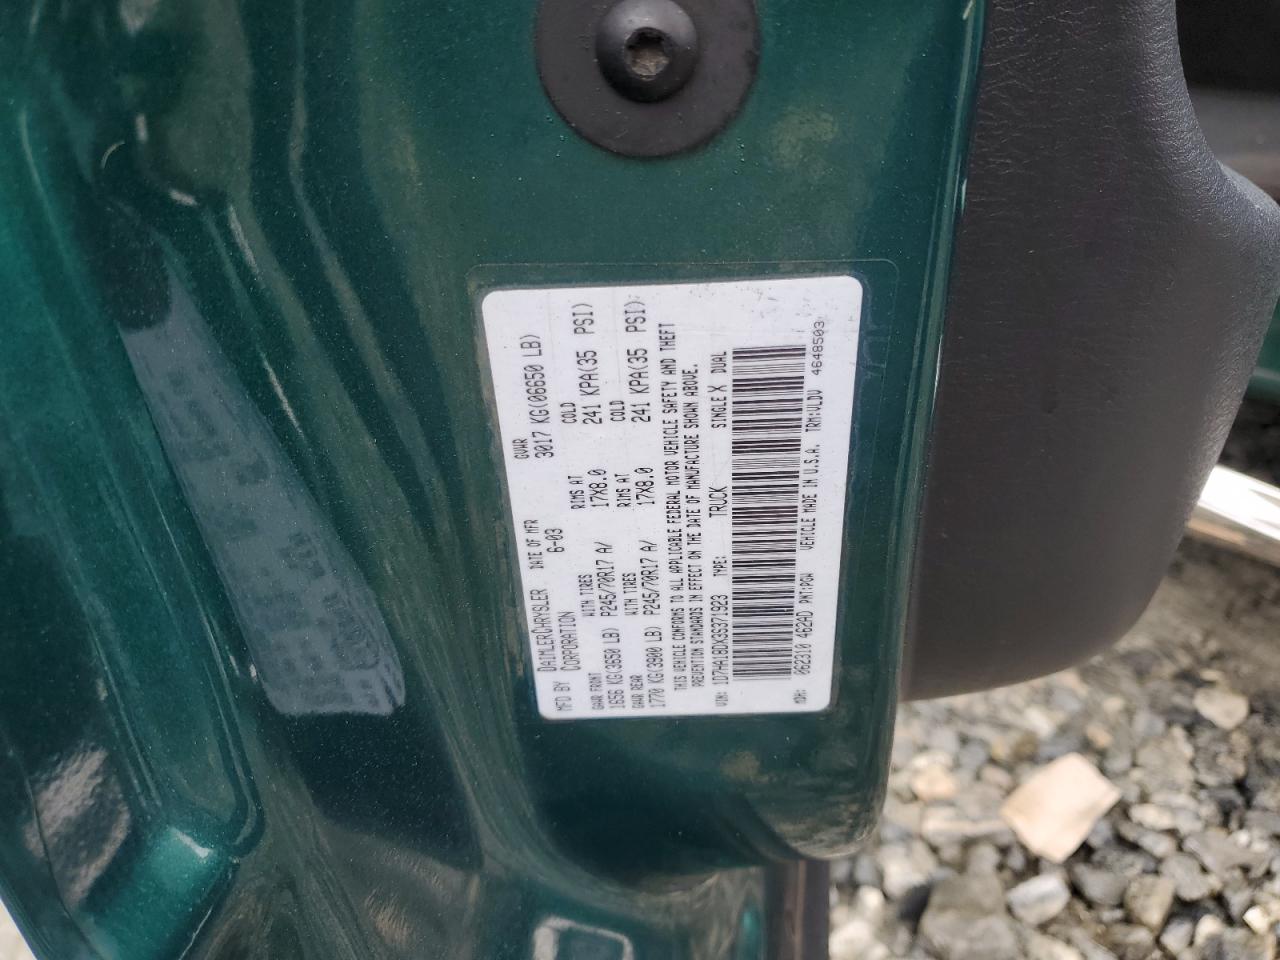 MFD BY DAIMLERCHRYSLER CORPORATION DATE OF MFR 6-03 GVWR 3017 KG(06650 LB)
GAWR FRONT WITH TIRES RIMS AT COLD
1656 KG(3650 LB) P245/70R17 A/ 17X8.0 241 KPA(35 PSI)
GAWR REAR WITH TIRES RIMS AT COLD
1770 KG(3900 LB) P245/70R17 A/ 17X8.0 241 KPA(35 PSI)
THIS VEHICLE CONFORMS TO ALL APPLICABLE FEDERAL MOTOR VEHICLE SAFETY AND THEFT
PREVENTION STANDARDS IN EFFECT ON THE DATE OF MANUFACTURE SHOWN ABOVE.
VIN: 1D7HA18DX3S371923 TYPE: TRUCK SINGLE X DUAL
MDH: 062310 462AD PNT:PGW VEHICLE MADE IN U.S.A. TRM:VLDV 4648503